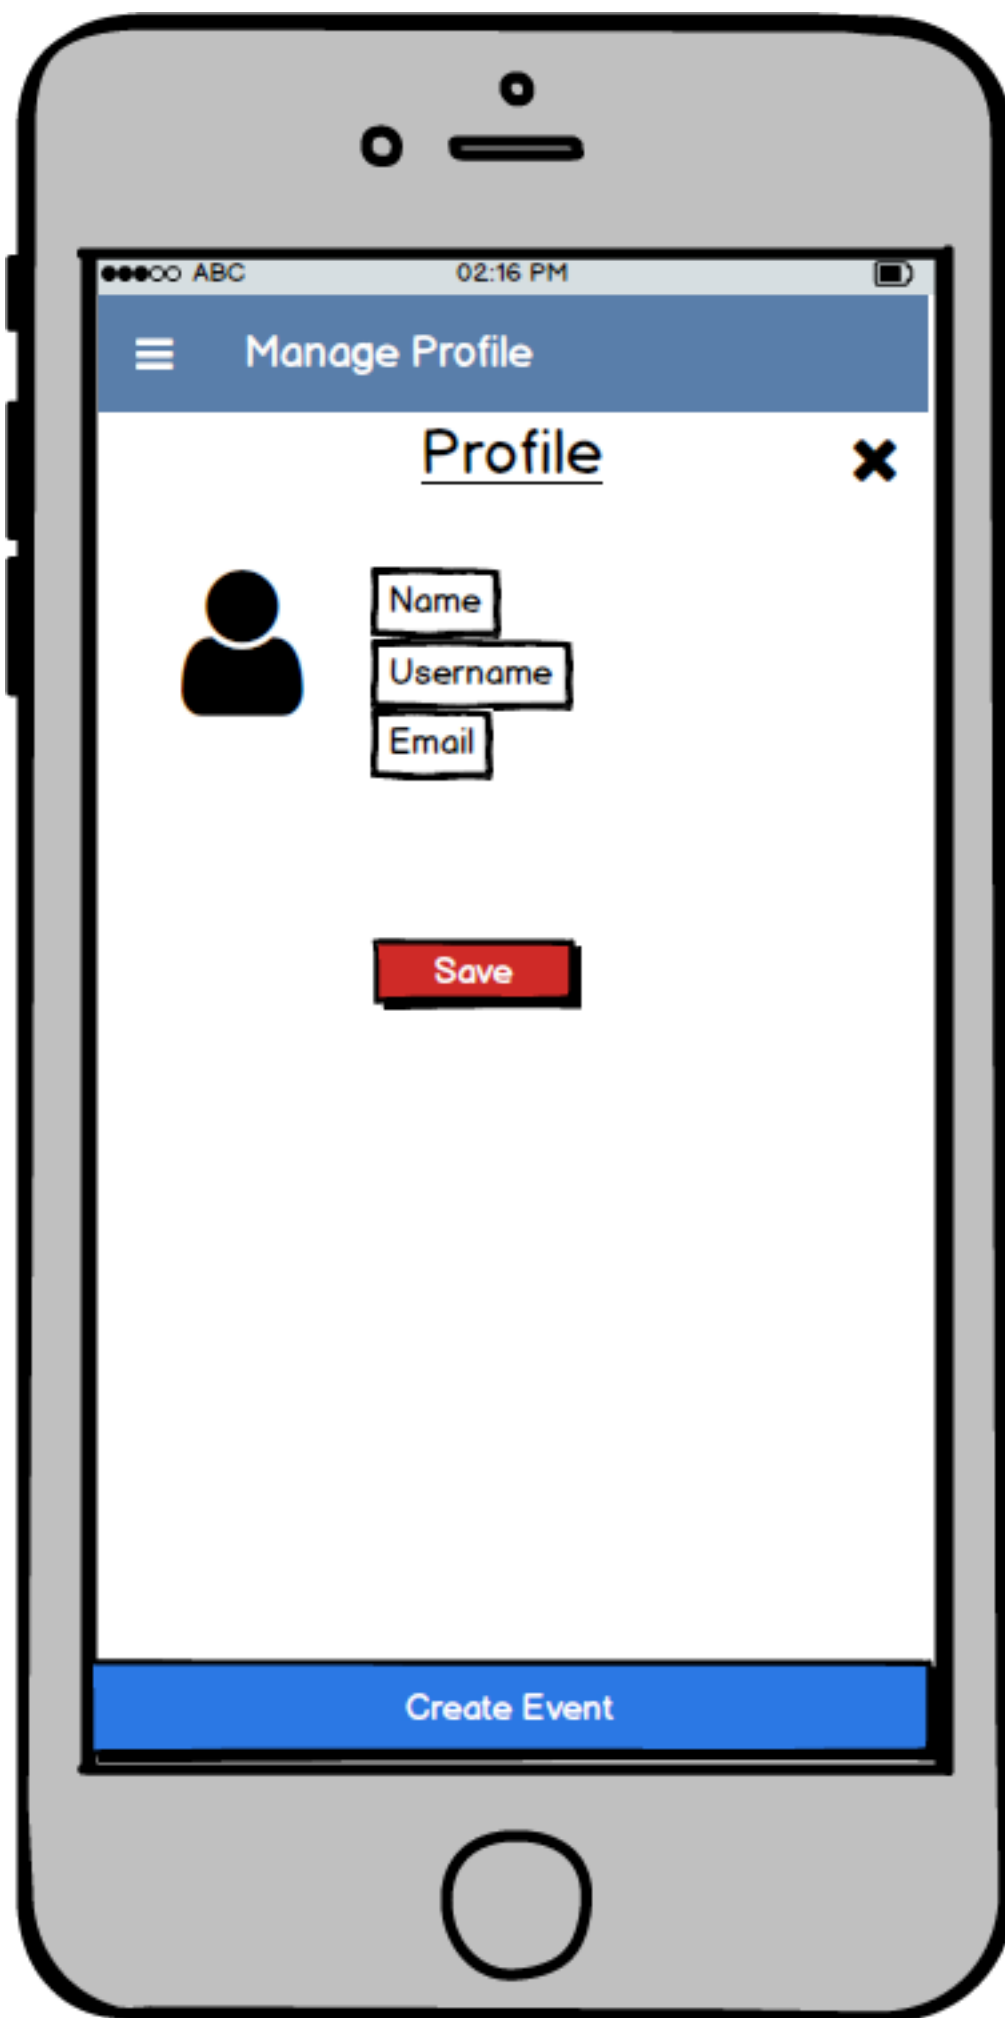 ABC 02:16 PM
Manage Profile
Profile
Name
Username
Email
Save
Create Event